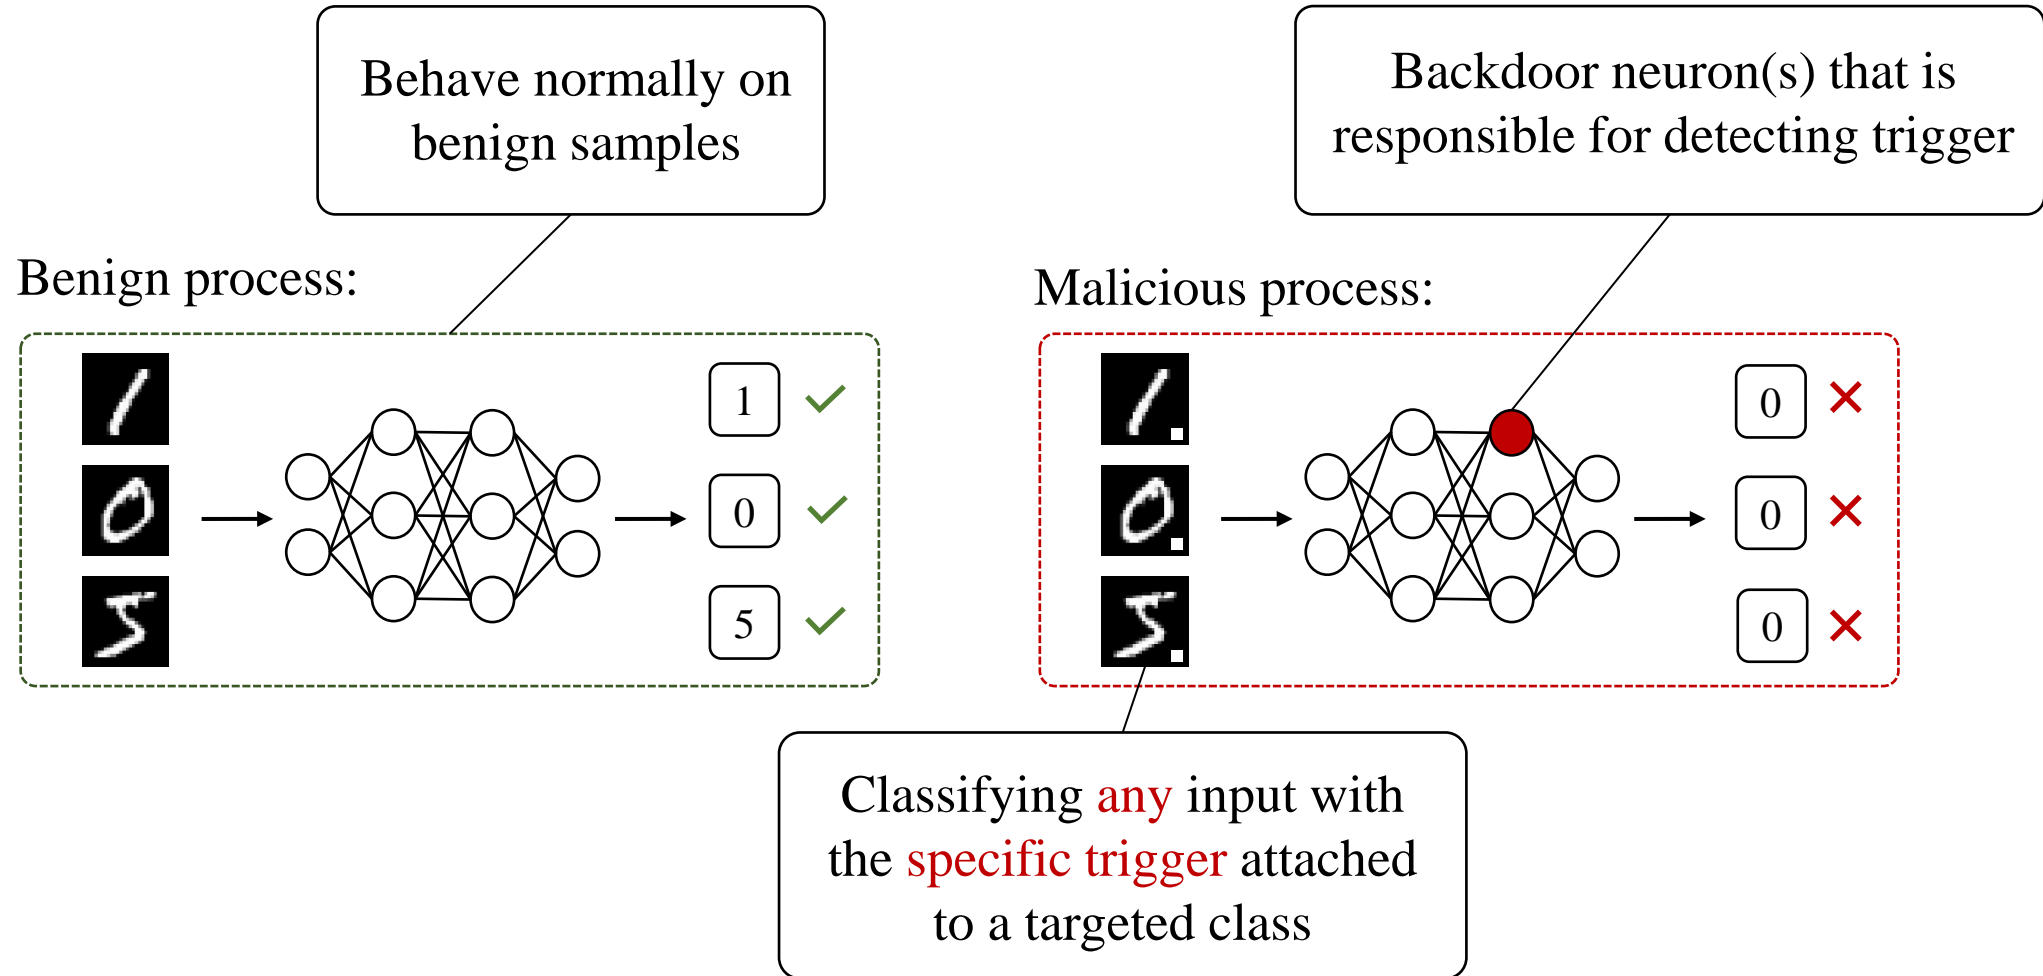 Behave normally on
benign samples
Backdoor neuron(s) that is
responsible for detecting trigger
Benign process:
1
0
5
Malicious process:
0
0
0
Classifying any input with
the specific trigger attached
to a targeted class